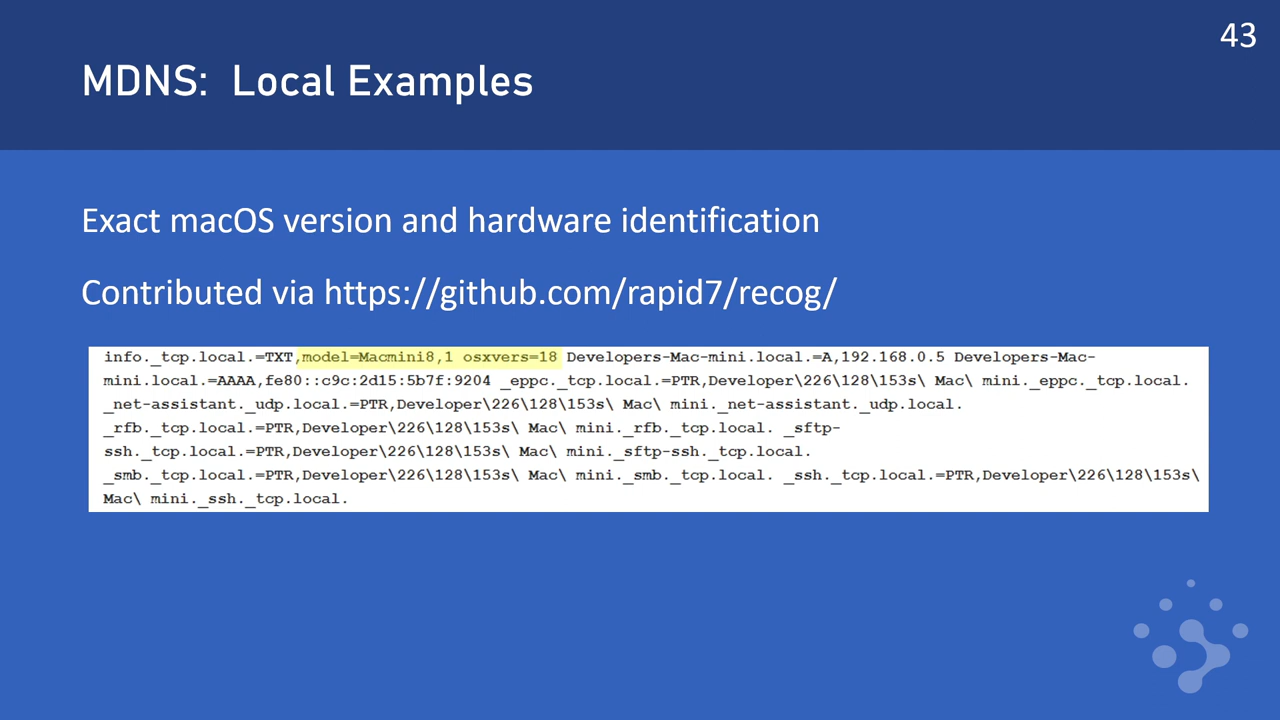 43
MDNS: Local Examples
Exact macOS version and hardware identification
Contributed via https://github.com/rapid7/recog/
info._tcp.local.=TXT,model=Macmini8,1 osxvers=18 Developers-Mac-mini.local.=A,192.168.0.5 Developers-Mac-
mini.local.=AAAA,fe80::c9c:2d15:5b7f:9204 _eppc._tcp.local.=PTR,Developer\226\128\153s\ Mac\ mini._eppc._tcp.local.
_net-assistant._udp.local.=PTR,Developer\226\128\153s\ Mac\ mini._net-assistant._udp.local.
_rfb._tcp.local.=PTR,Developer\226\128\153s\ Mac\ mini._rfb._tcp.local. _sftp-
ssh._tcp.local.=PTR,Developer\226\128\153s\ Mac\ mini._sftp-ssh._tcp.local.
_smb._tcp.local.=PTR,Developer\226\128\153s\ Mac\ mini._smb._tcp.local. _ssh._tcp.local.=PTR,Developer\226\128\153s\
Mac\ mini._ssh._tcp.local.